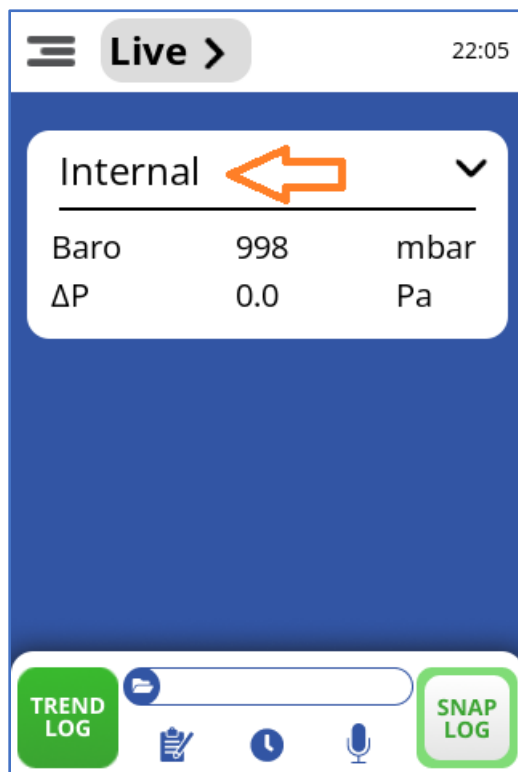 Live >
22:05
Internal
Baro 998 mbar
ΔP 0.0 Pa
TREND
LOG
SNAP
LOG